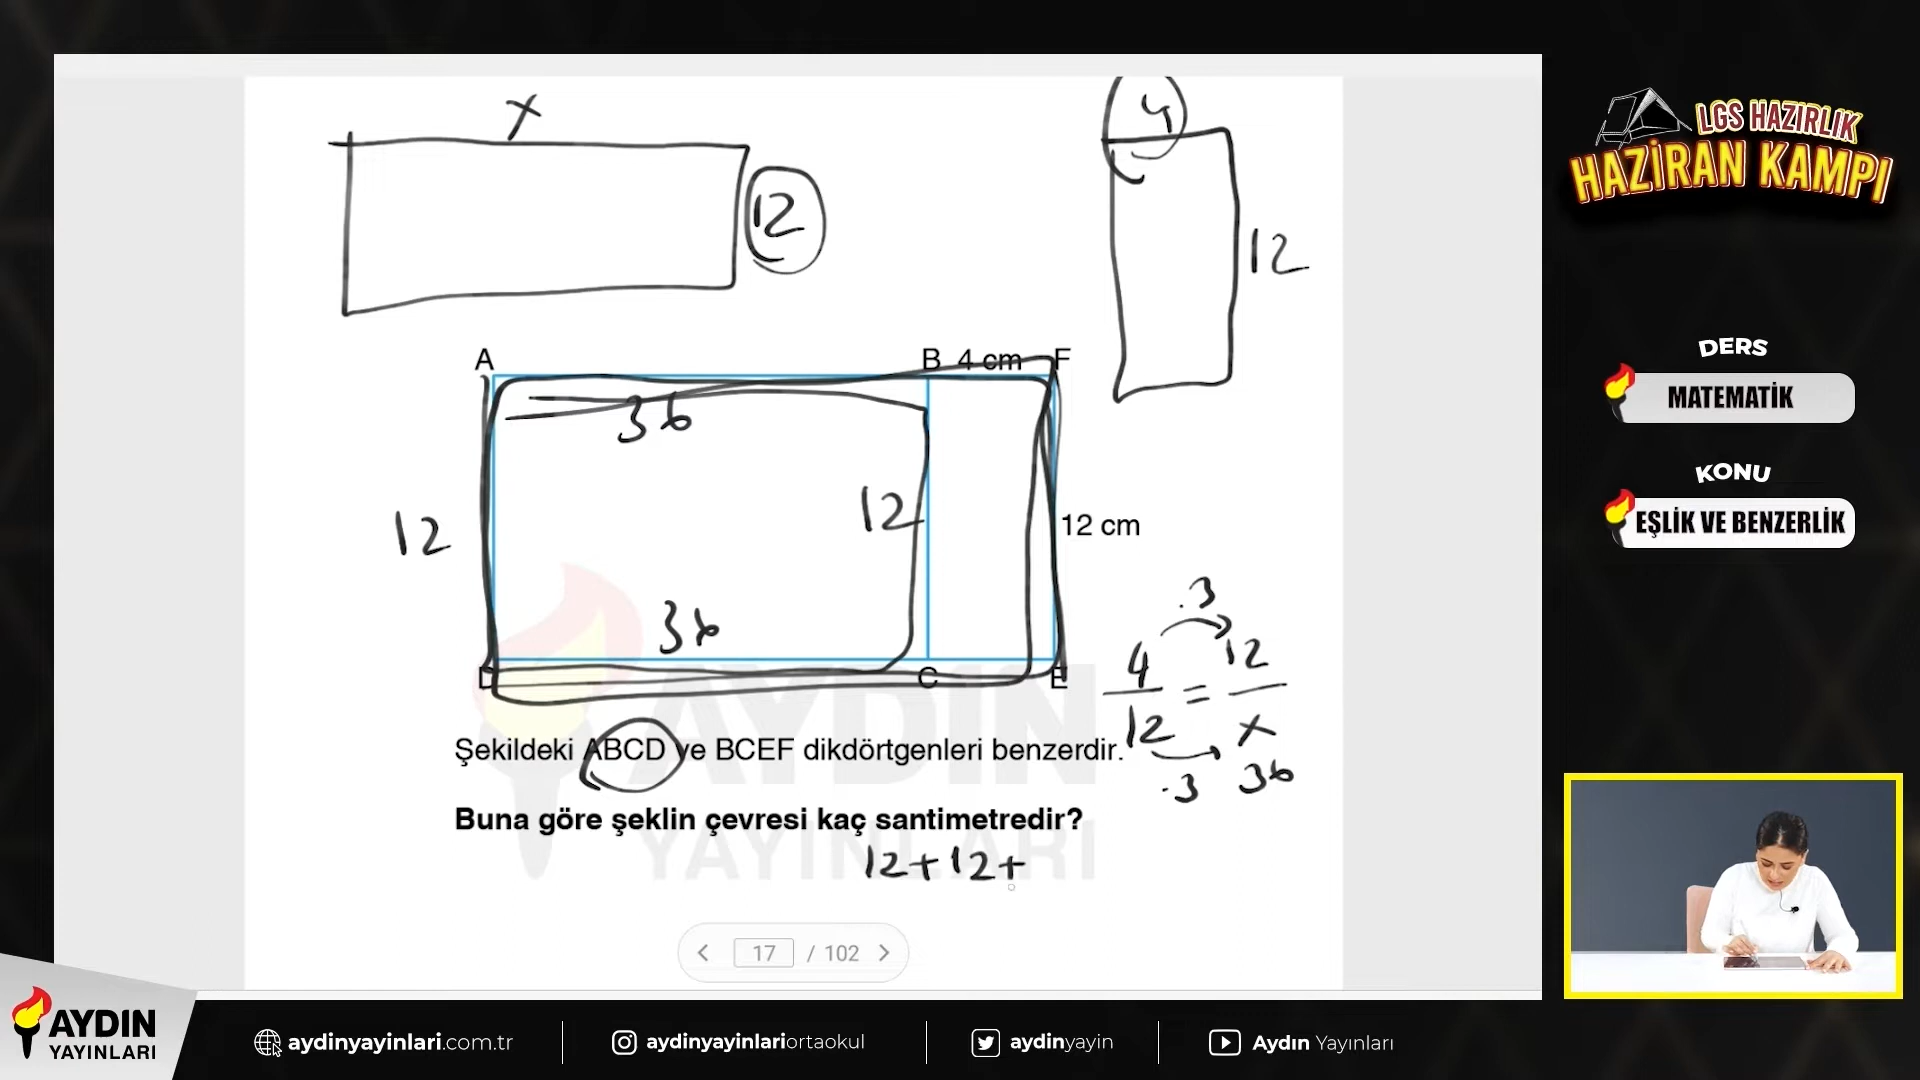 x
4
12
12
LGS HAZIRLIK
HAZİRAN KAMPI
A
B
4 cm
F
36
12
12
12 cm
36
D
C
E
.3
4
12
=
12
x
.3
36
DERS
MATEMATİK
KONU
EŞLİK VE BENZERLİK
AYDIN
YAYINLARI
Şekildeki ABCD ve BCEF dikdörtgenleri benzerdir.
Buna göre şeklin çevresi kaç santimetredir?
12+12+
17 / 102
AYDIN
YAYINLARI
aydinyayinlari.com.tr
aydinyayinlariortaokul
aydinyayin
Aydın Yayınları